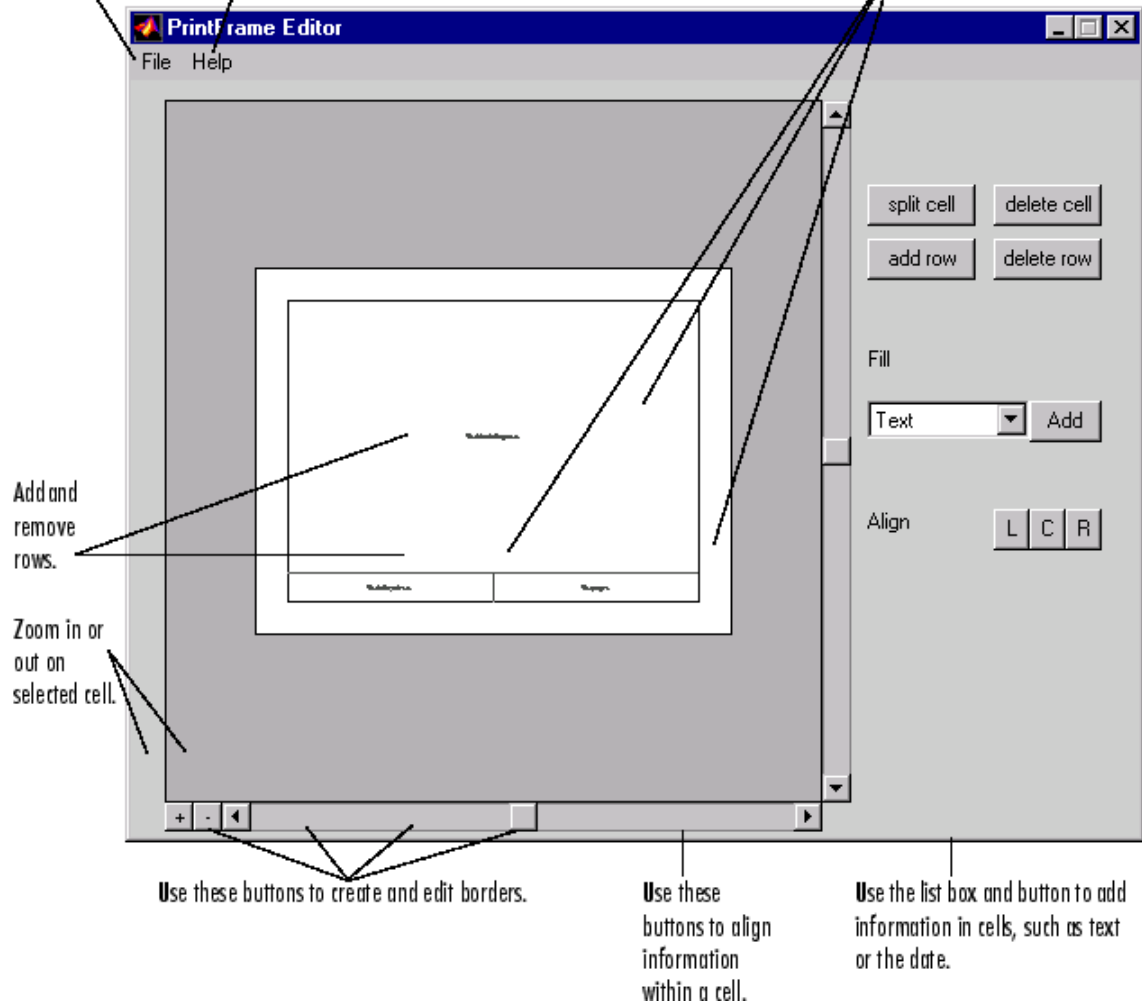 PrintFrame Editor
File Help
split cell
delete cell
add row
delete row
Fill
Text
Add
Align
L C R
Add and
remove
rows.
Zoom in or
out on
selected cell.
+ -
Use these buttons to create and edit borders.
Use these
buttons to align
information
within a cell.
Use the list box and button to add
information in cells, such as text
or the date.